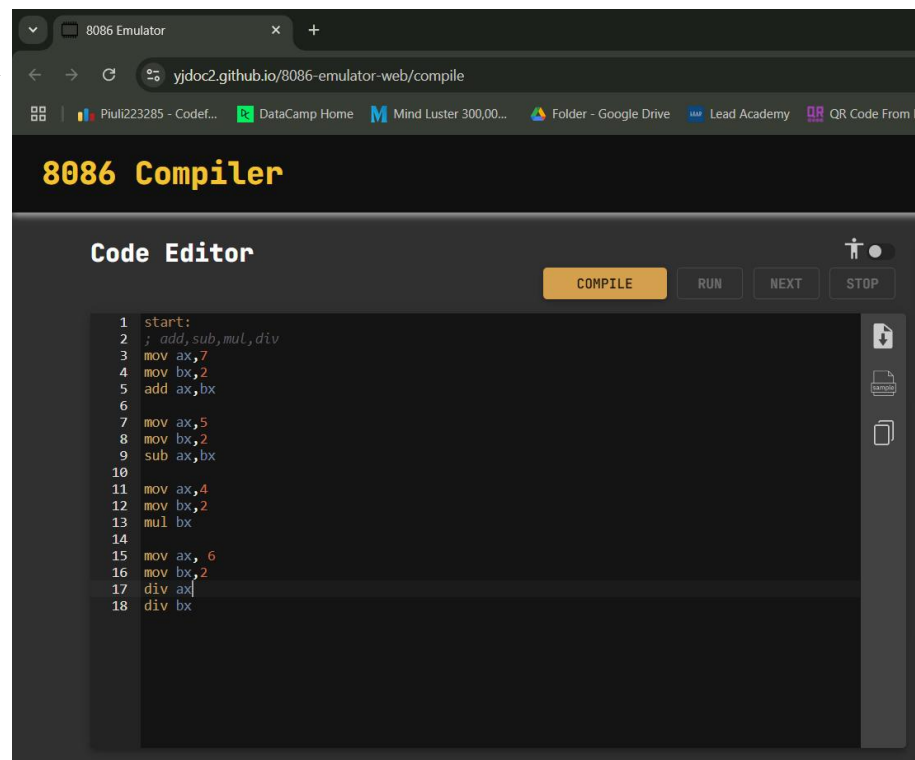 8086 Emulator
yjdoc2.github.io/8086-emulator-web/compile
Piuli223285 - Codef... DataCamp Home Mind Luster 300,00... Folder - Google Drive Lead Academy QR Code From
8086 Compiler
Code Editor
COMPILE RUN NEXT STOP
1 start:
2 ; add,sub,mul,div
3 mov ax,7
4 mov bx,2
5 add ax,bx
6
7 mov ax,5
8 mov bx,2
9 sub ax,bx
10
11 mov ax,4
12 mov bx,2
13 mul bx
14
15 mov ax, 6
16 mov bx,2
17 div ax
18 div bx
sample